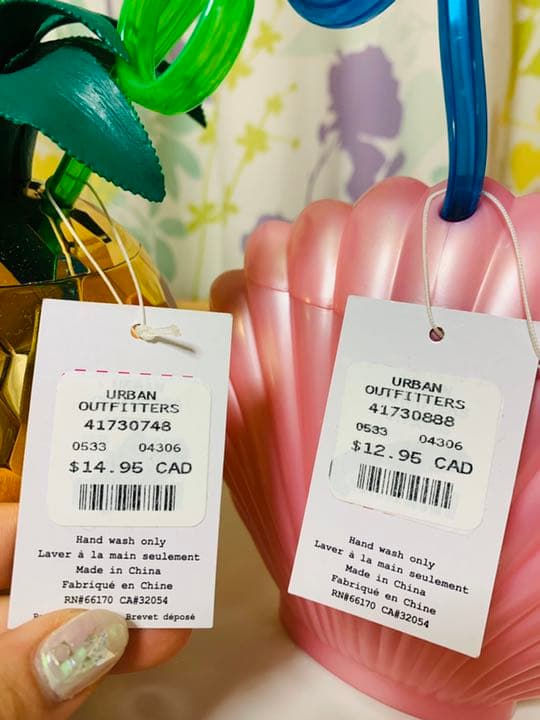 URBAN
OUTFITTERS
41730748
0533 04306
$14.95 CAD
Hand wash only
Laver à la main seulement
Made in China
Fabriqué en Chine
RN#66170 CA#32054
Brevet déposé
URBAN
OUTFITTERS
41730888
0533 04306
$12.95 CAD
Hand wash only
Laver à la main seulement
Made in China
Fabriqué en Chine
RN#66170 CA#32054